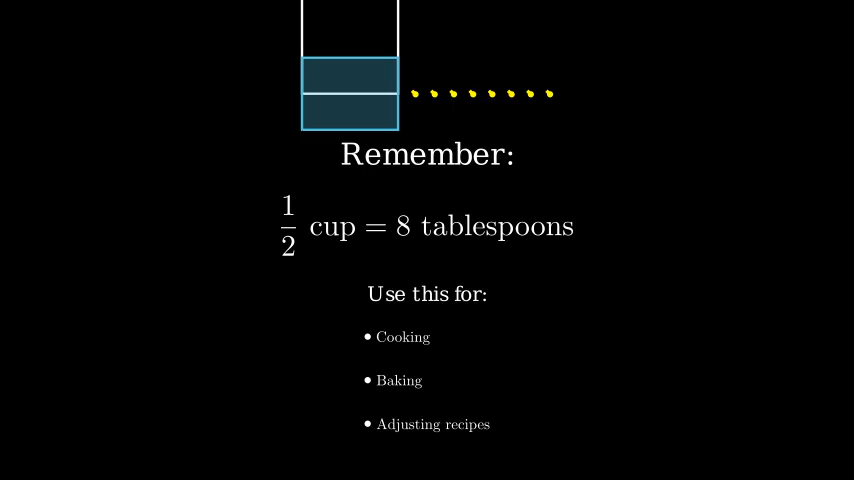 Remember:
1/2 cup = 8 tablespoons
Use this for:
• Cooking
• Baking
• Adjusting recipes